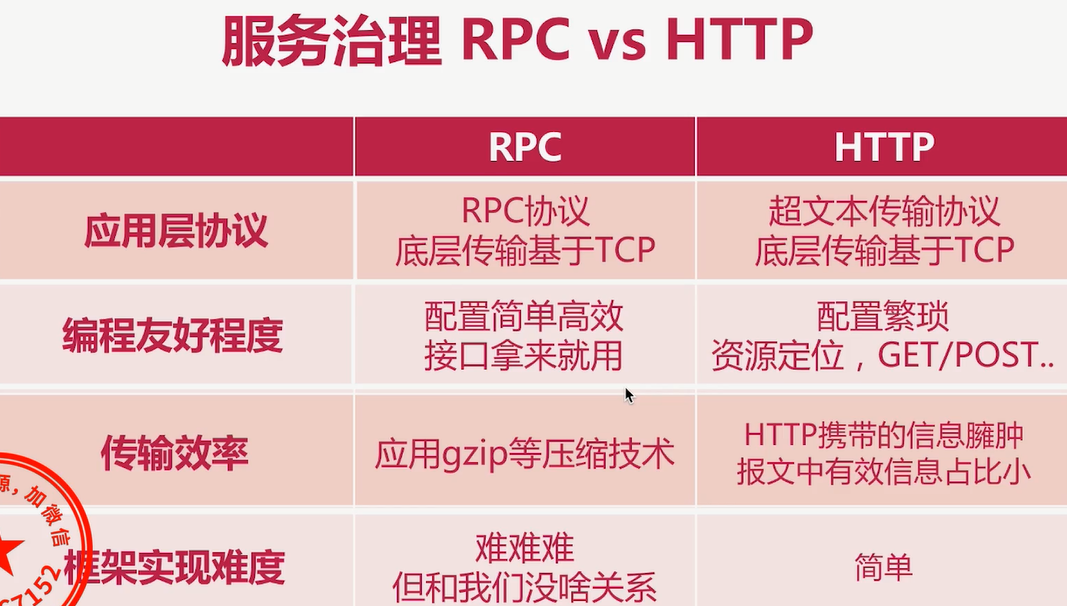 服务治理 RPC vs HTTP
RPC
HTTP
应用层协议
RPC协议
底层传输基于TCP
超文本传输协议
底层传输基于TCP
编程友好程度
配置简单高效
接口拿来就用
配置繁琐
资源定位，GET/POST..
传输效率
应用gzip等压缩技术
HTTP携带的信息臃肿
报文中有效信息占比小
框架实现难度
难难难
但和我们没啥关系
简单
源，加微信
67152